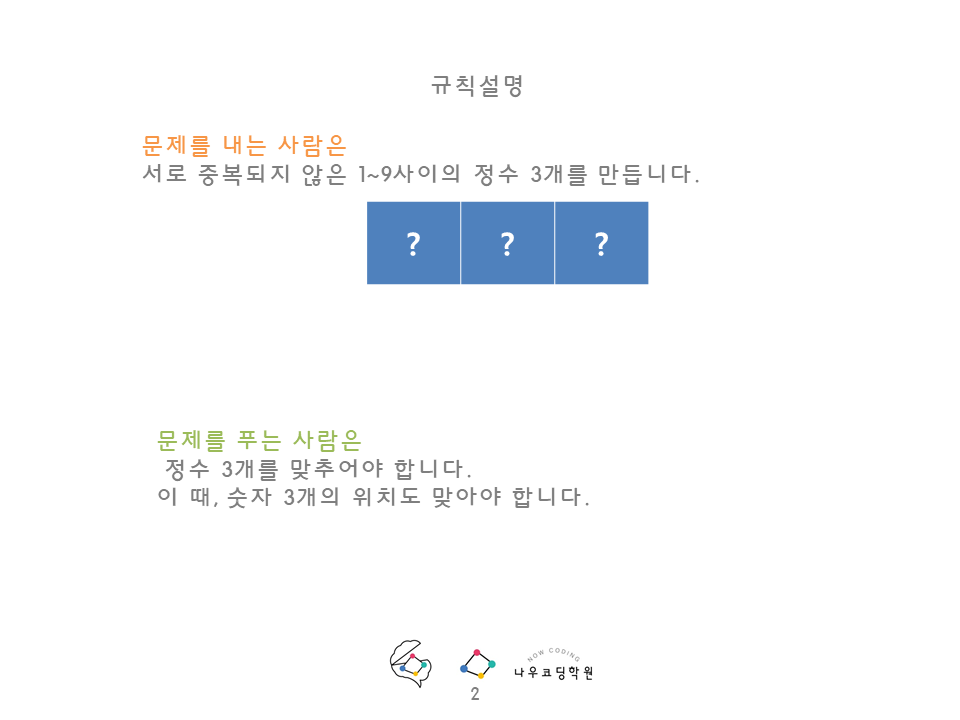 규칙설명
문제를 내는 사람은
서로 중복되지 않은 1~9사이의 정수 3개를 만듭니다.
? ? ?
문제를 푸는 사람은
정수 3개를 맞추어야 합니다.
이 때, 숫자 3개의 위치도 맞아야 합니다.
NOW CODING
나우코딩학원
2